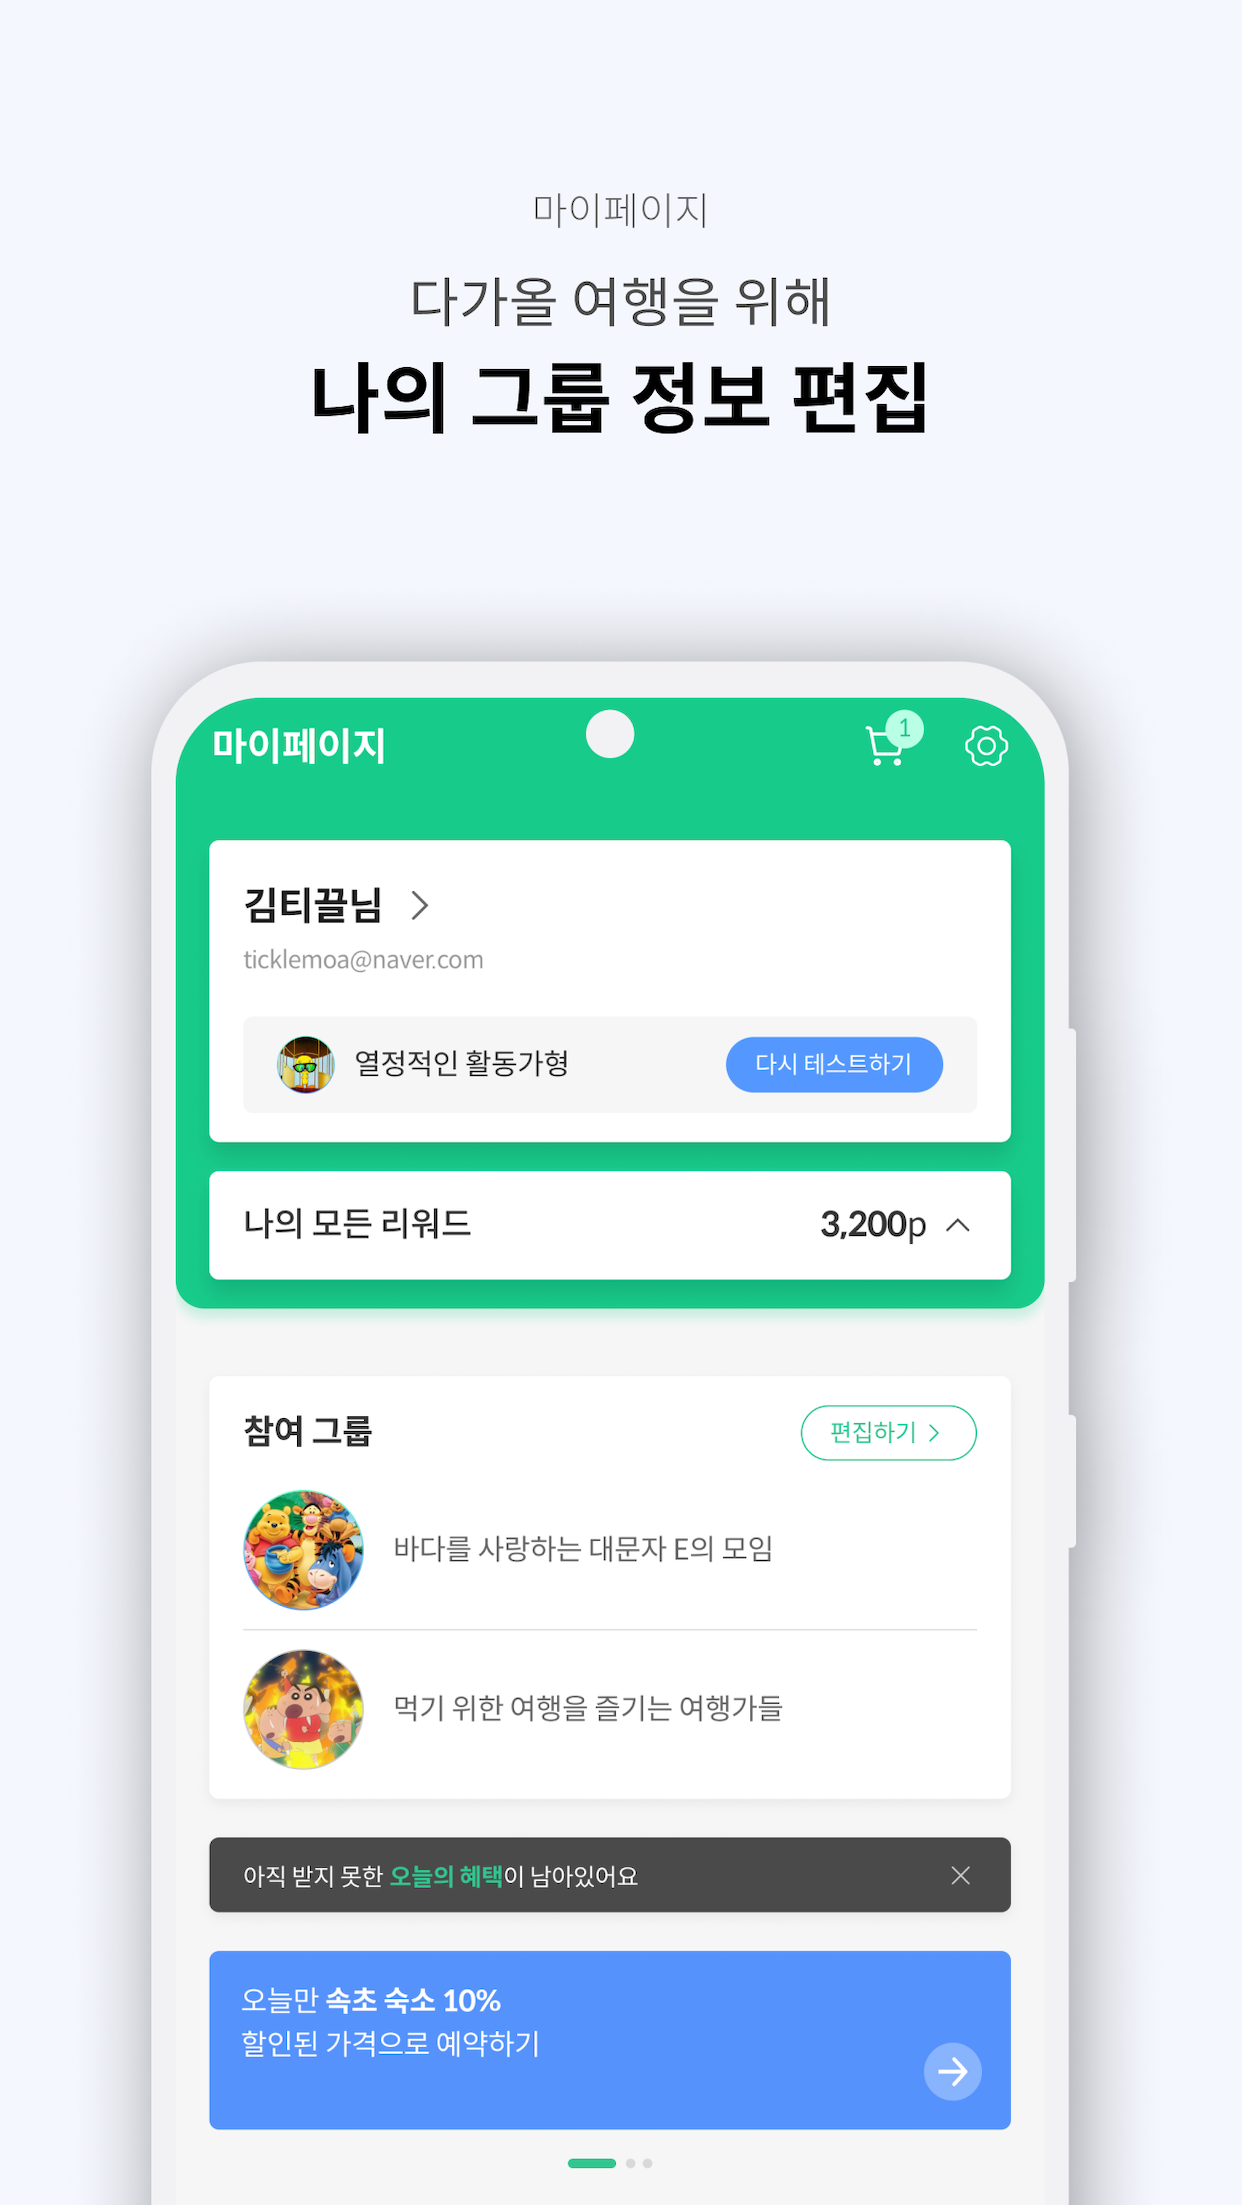 마이페이지
다가올 여행을 위해
나의 그룹 정보 편집
마이페이지
1
김티끌님
ticklemoa@naver.com
열정적인 활동가형
다시 테스트하기
나의 모든 리워드
3,200p
참여 그룹
편집하기
바다를 사랑하는 대문자 E의 모임
먹기 위한 여행을 즐기는 여행가들
아직 받지 못한 오늘의 혜택이 남아있어요
오늘만 속초 숙소 10%
할인된 가격으로 예약하기